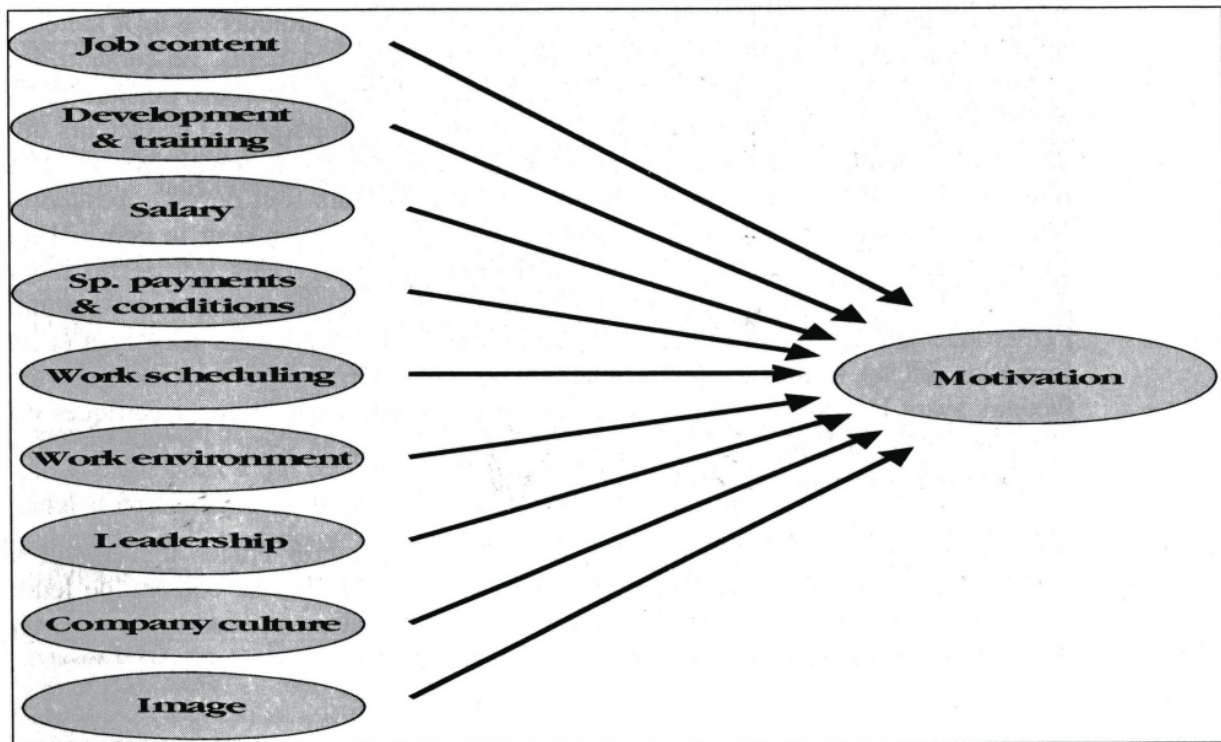 Job content
Development
& training
Salary
Sp. payments
& conditions
Work scheduling
Work environment
Leadership
Company culture
Image
Motivation